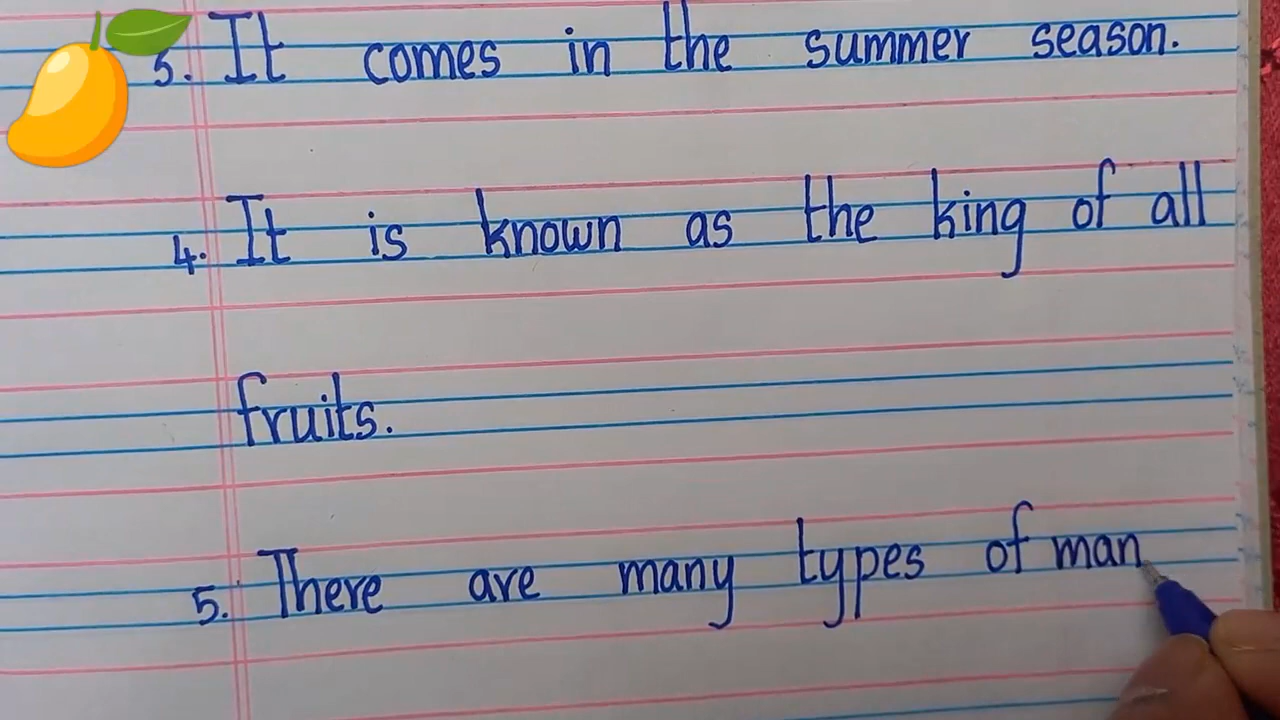 3. It comes in the summer season.
4. It is known as the king of all
fruits.
5. There are many types of man